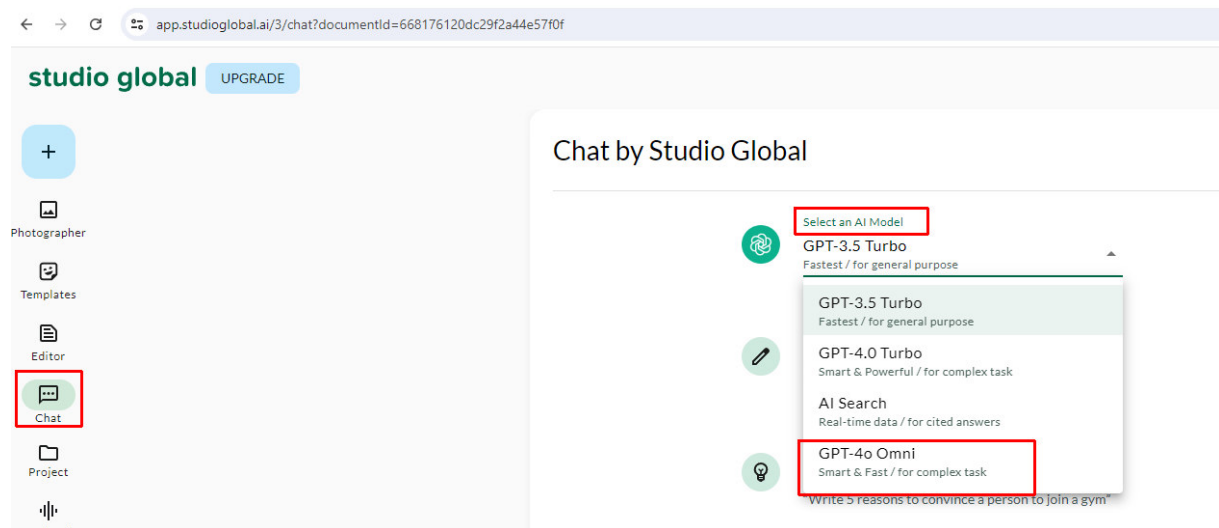 app.studioglobal.ai/3/chat?documentId=668176120dc29f2a44e57f0f
studio global UPGRADE
+
Photographer
Templates
Editor
Chat
Project
Chat by Studio Global
Select an AI Model
GPT-3.5 Turbo
Fastest / for general purpose
GPT-3.5 Turbo
Fastest / for general purpose
GPT-4.0 Turbo
Smart & Powerful / for complex task
AI Search
Real-time data / for cited answers
GPT-4o Omni
Smart & Fast / for complex task
"Write 5 reasons to convince a person to join a gym"